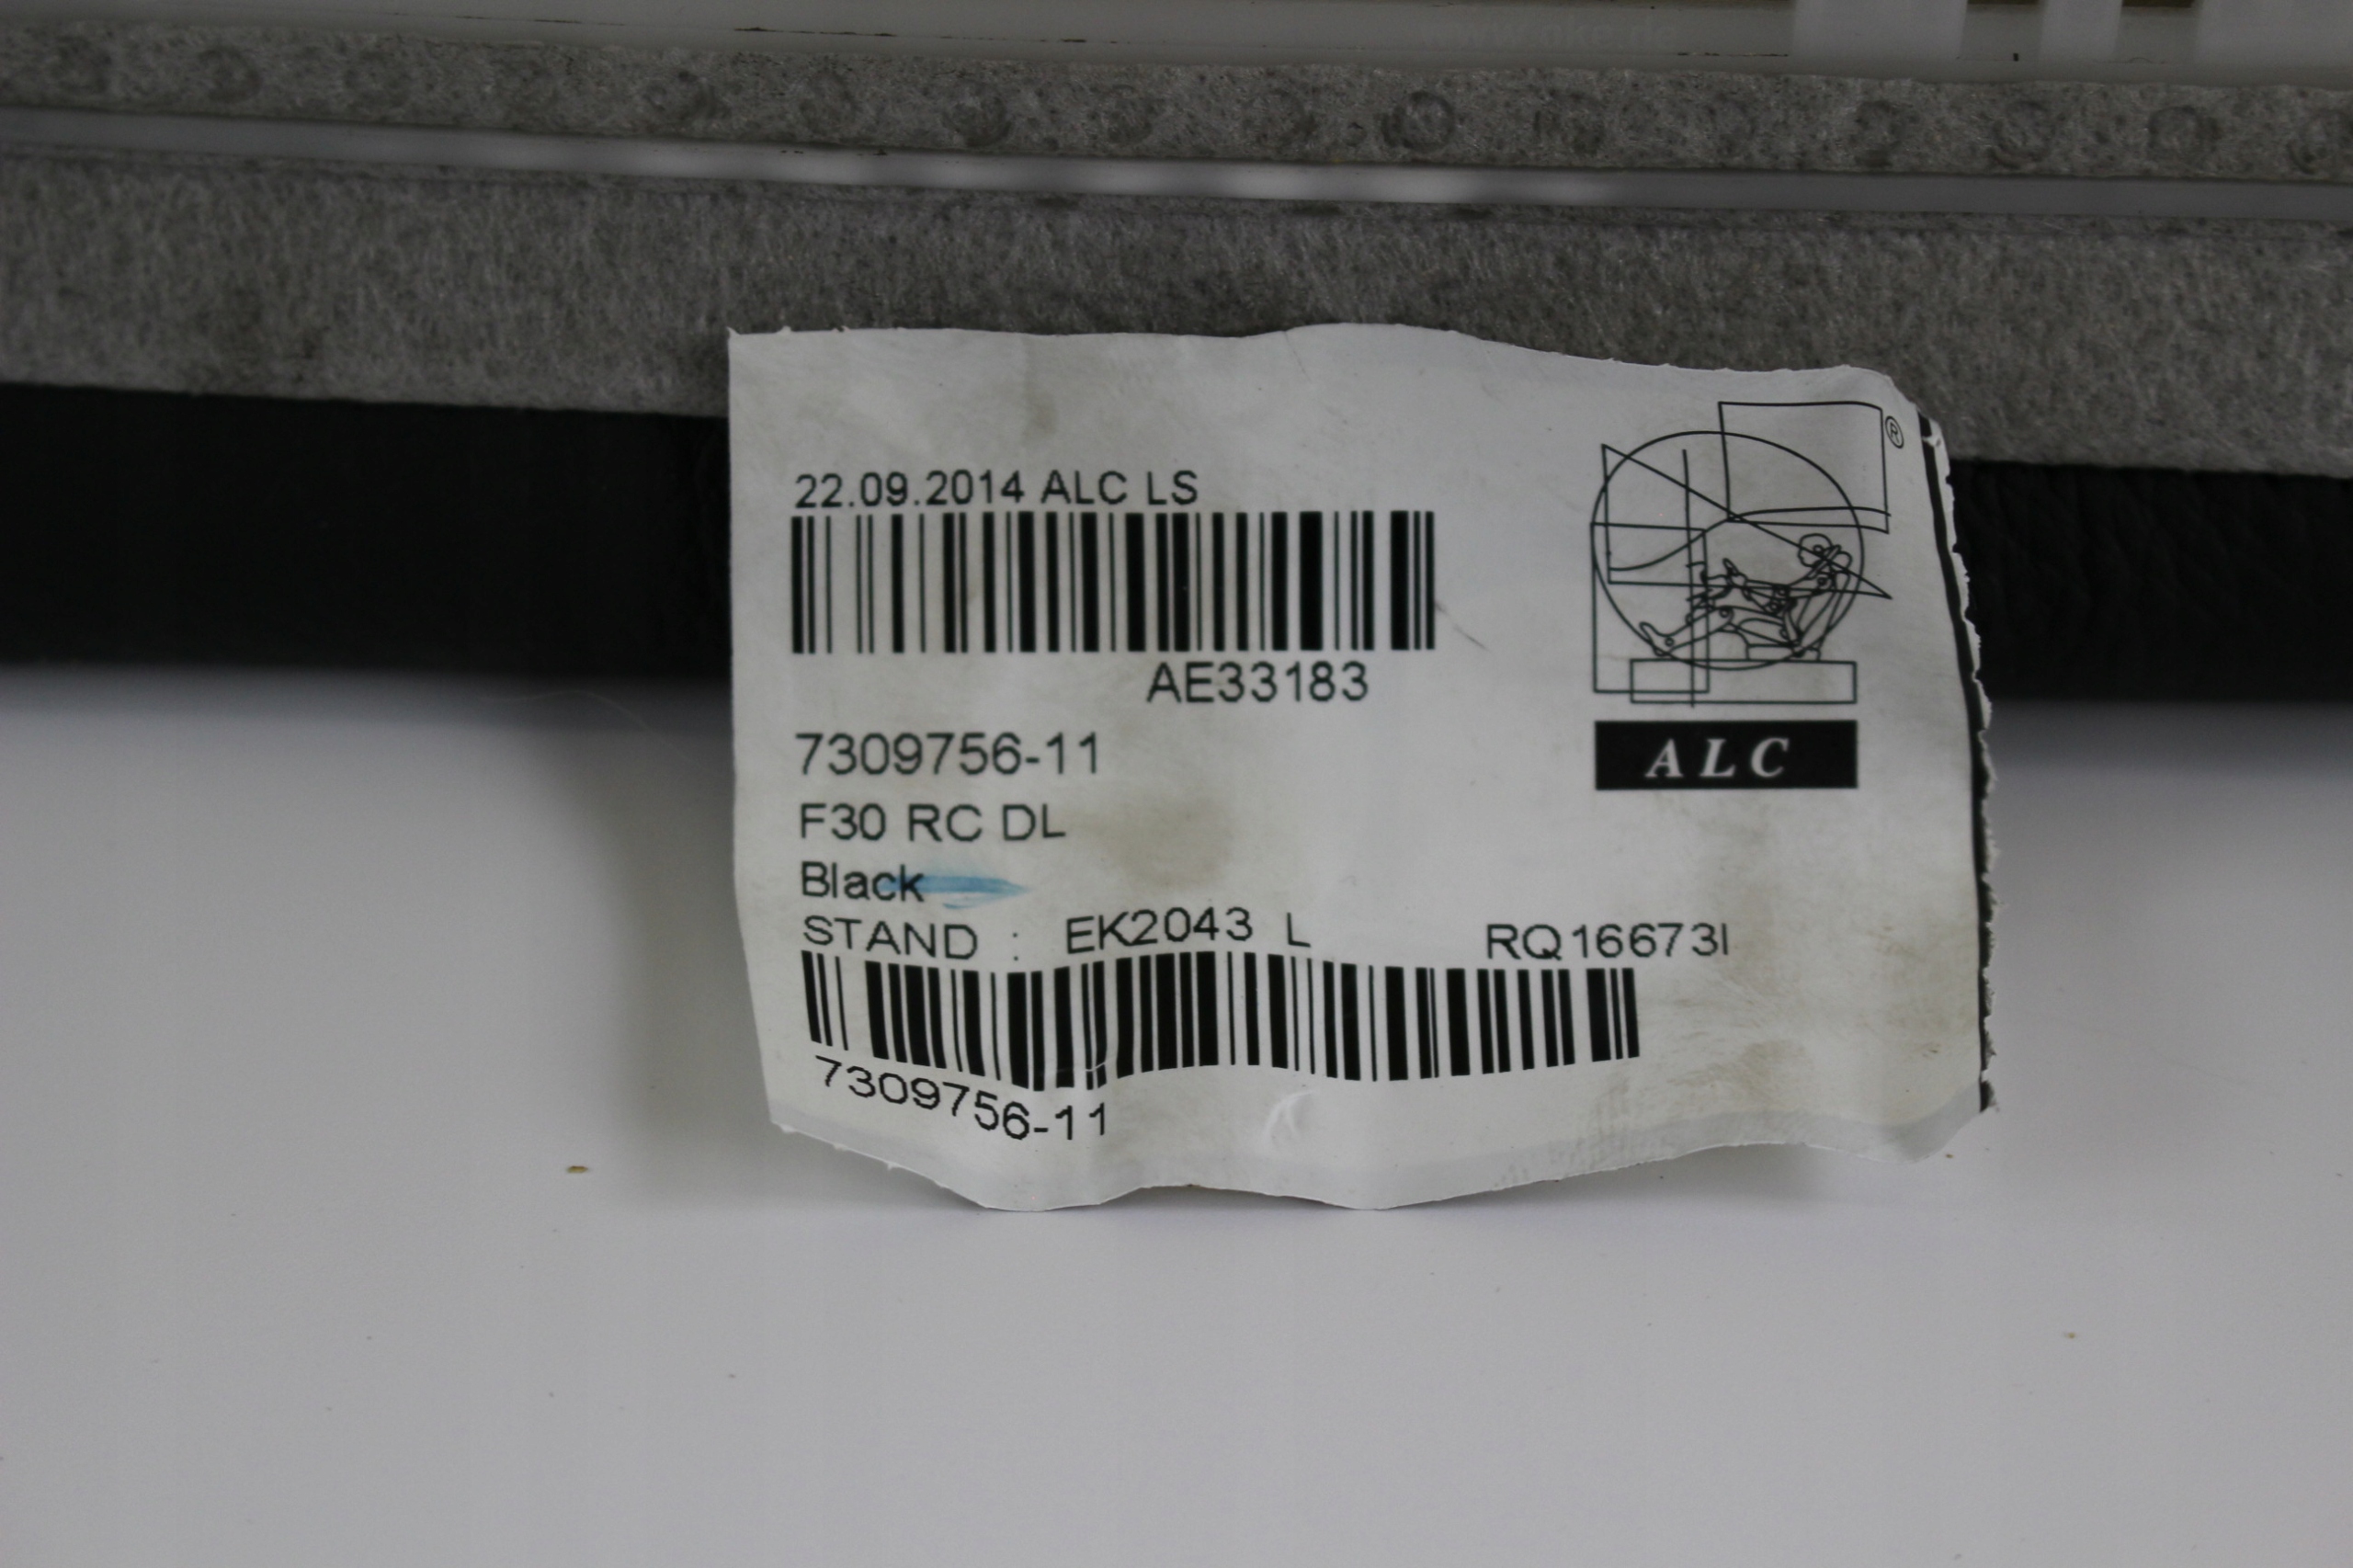 22.09.2014 ALC LS
®
AE33183
7309756-11
ALC
F30 RC DL
Black
STAND : EK2043 L RQ16673I
7309756-11